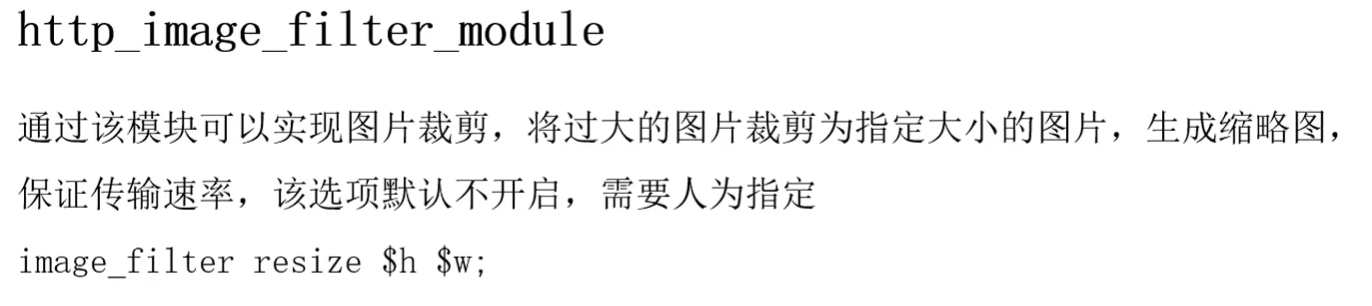 http_image_filter_module
通过该模块可以实现图片裁剪，将过大的图片裁剪为指定大小的图片，生成缩略图，
保证传输速率，该选项默认不开启，需要人为指定
image_filter resize $h $w;